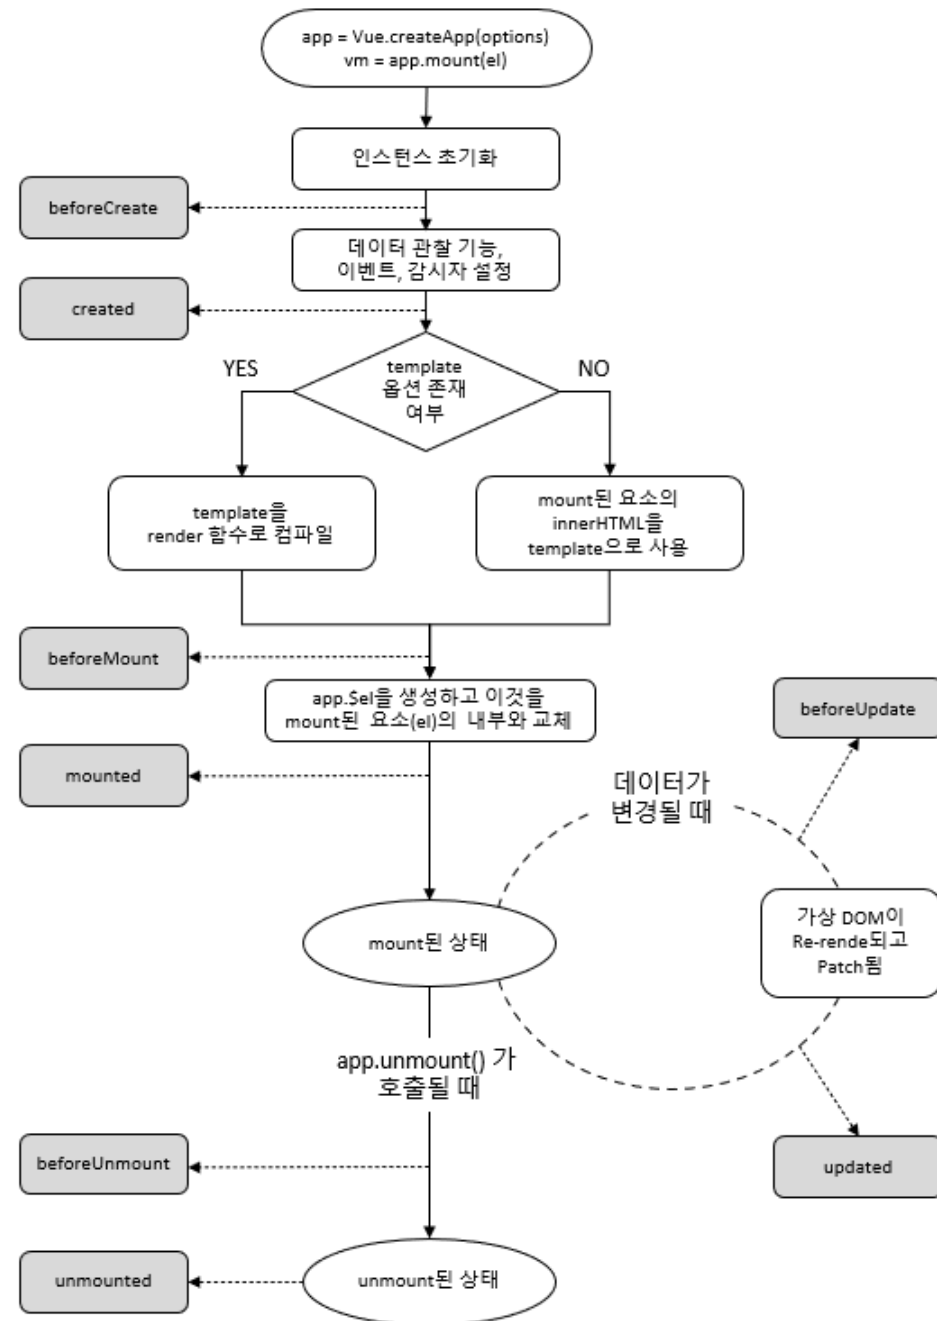 app = Vue.createApp(options)
vm = app.mount(el)
인스턴스 초기화
beforeCreate
데이터 관찰 기능,
이벤트, 감시자 설정
created
YES
template
옵션 존재
여부
NO
template을
render 함수로 컴파일
mount된 요소의
innerHTML을
template으로 사용
beforeMount
app.$el을 생성하고 이것을
mount된 요소(el)의 내부와 교체
beforeUpdate
mounted
데이터가
변경될 때
mount된 상태
가상 DOM이
Re-rende되고
Patch됨
app.unmount() 가
호출될 때
beforeUnmount
updated
unmounted
unmount된 상태